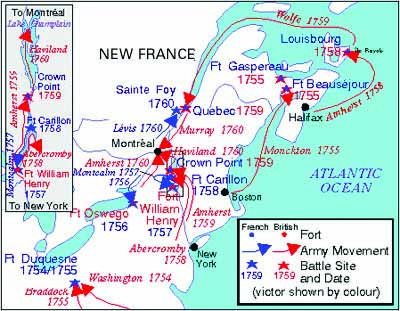 To Montréal
Lake Champlain
Haviland
1760
Crown
Point
1759
Amherst 1759
Ft Carillon
1758
Montcalm 1757
Abercromby
1758
Ft William
Henry
1757
To New York
NEW FRANCE
Wolfe 1759
Louisbourg
1758
Ft Gaspereau
1755
Ft Beauséjour
1755
Halifax
Amherst 1758
Sainte Foy
1760
Quebec 1759
Lévis 1760
Murray 1760
Monckton 1755
Montréal
Haviland 1760
Amherst 1760
Crown Point 1759
Montcalm 1757
1756
Ft Carillon
1758
Fort
William
Henry
1757
Ft Oswego
1756
Boston
Amherst
1759
Abercromby
1758
New
York
ATLANTIC
OCEAN
Ft Duquesne
1754/1755
Washington 1754
Braddock
1755
French British
Fort
Army Movement
Battle Site
and Date
1759 1759
(victor shown by colour)